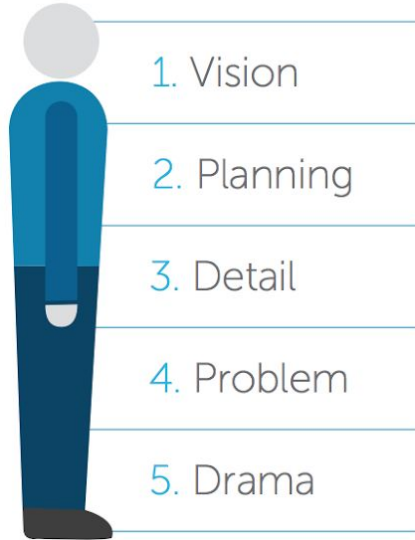 1. Vision
2. Planning
3. Detail
4. Problem
5. Drama